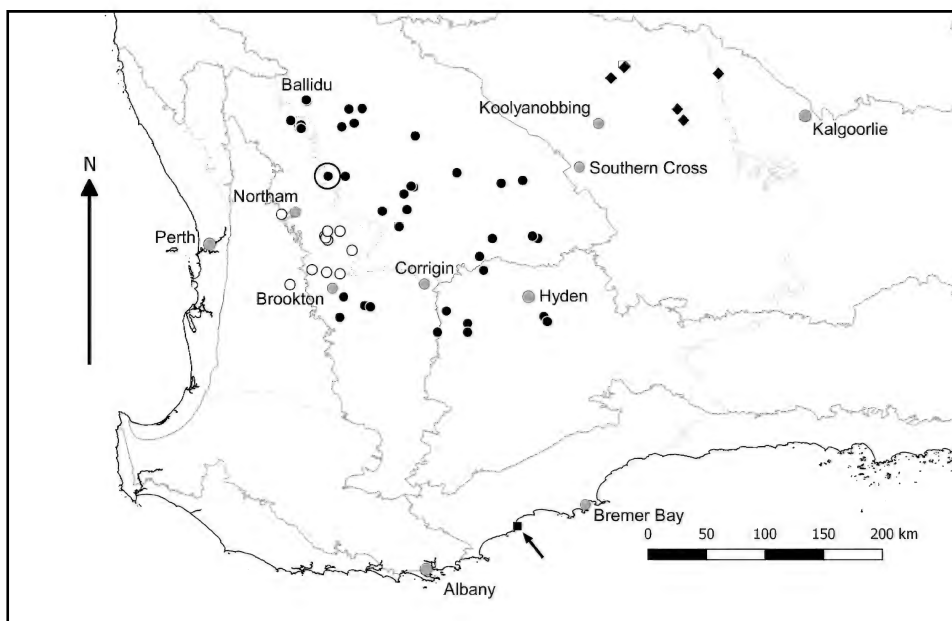 Ballidu
Koolyanobbing
Kalgoorlie
N
Southern Cross
Northam
Perth
Corrigin
Brookton
Hyden
Bremer Bay
0 50 100 150 200 km
Albany